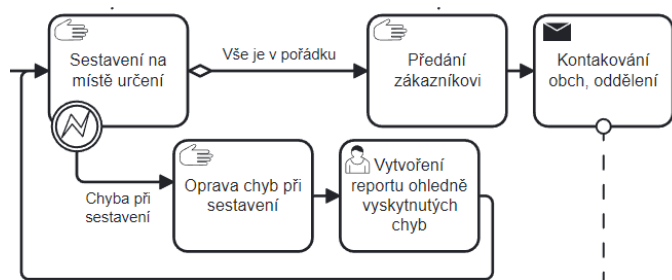 Sestavení na
místě určení
Vše je v pořádku
Předání
zákazníkovi
Kontakování
obch, oddělení
Chyba při
sestavení
Oprava chyb při
sestavení
Vytvoření
reportu ohledně
vyskytnutých
chyb